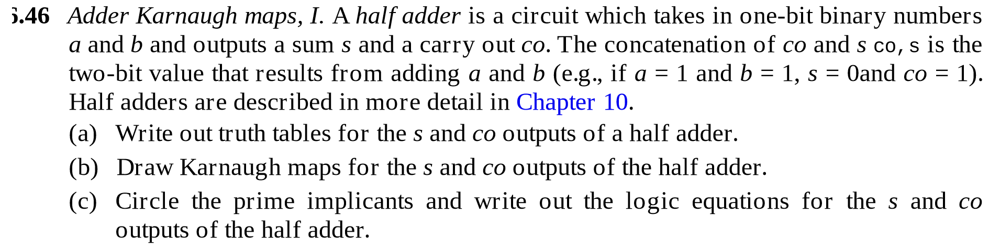 .46 Adder Karnaugh maps, I. A half adder is a circuit which takes in one-bit binary numbers
a and b and outputs a sum s and a carry out co. The concatenation of co and s co, s is the
two-bit value that results from adding a and b (e.g., if a = 1 and b = 1, s = 0and co = 1).
Half adders are described in more detail in Chapter 10.
(a) Write out truth tables for the s and co outputs of a half adder.
(b) Draw Karnaugh maps for the s and co outputs of the half adder.
(c) Circle the prime implicants and write out the logic equations for the s and co
outputs of the half adder.